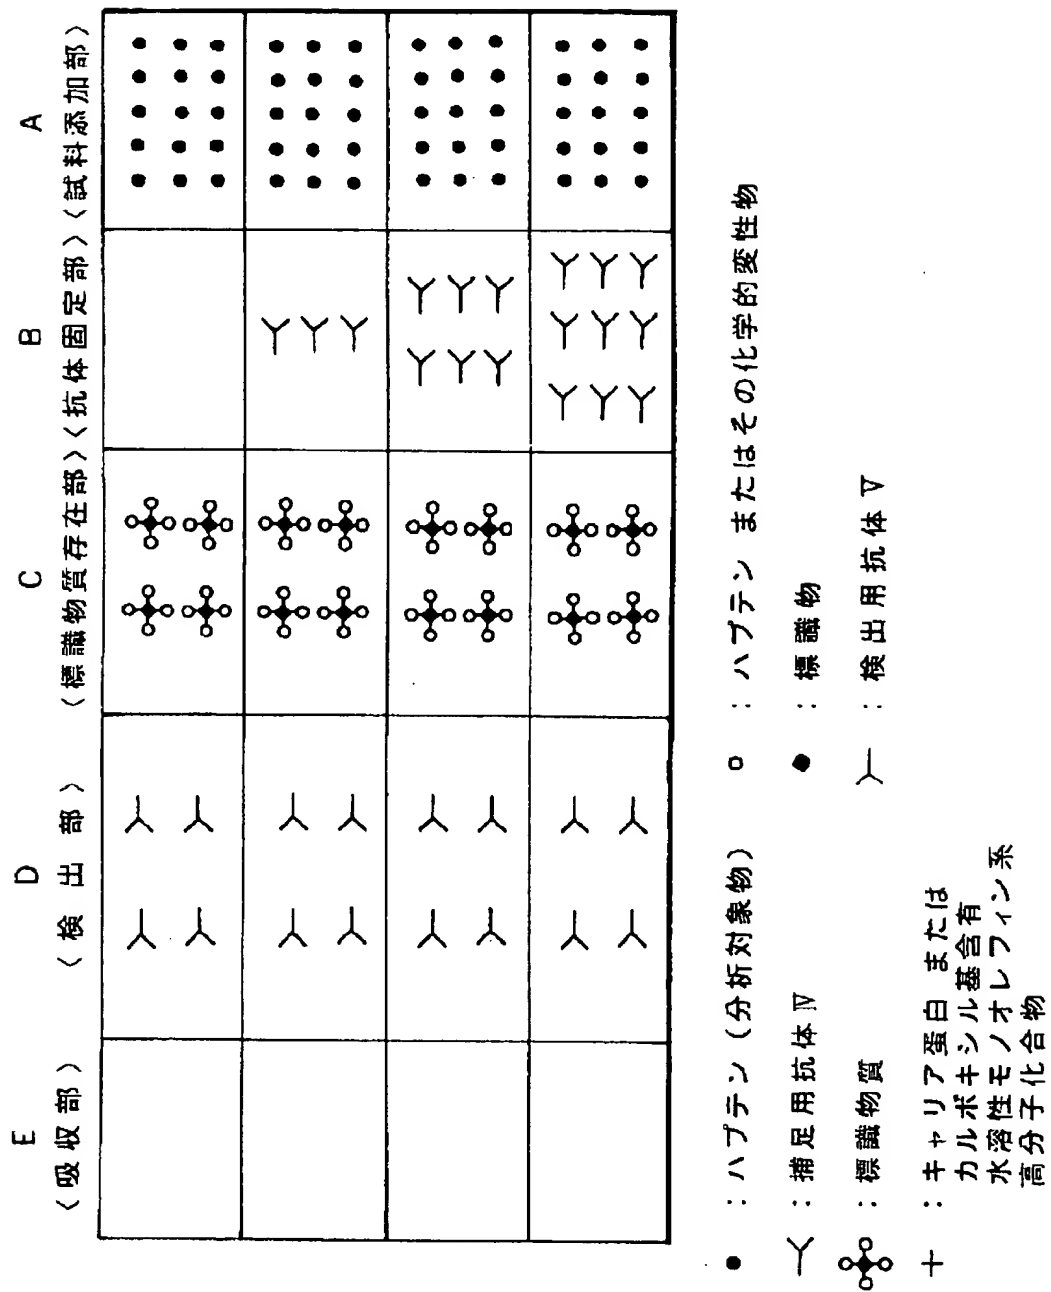 A
〈試料添加部〉
B
〈抗体固定部〉
C
〈標識物質存在部〉
D
〈検出部〉
E
〈吸収部〉
● : ハプテン (分析対象物)
Y : 捕足用抗体 Ⅳ
: 標識物質
+ : キャリア蛋白 または
カルボキシル基含有
水溶性モノオレフィン系
高分子化合物
○ : ハプテン またはその化学的変性物
● : 標識物
Y : 検出用抗体 Ⅴ